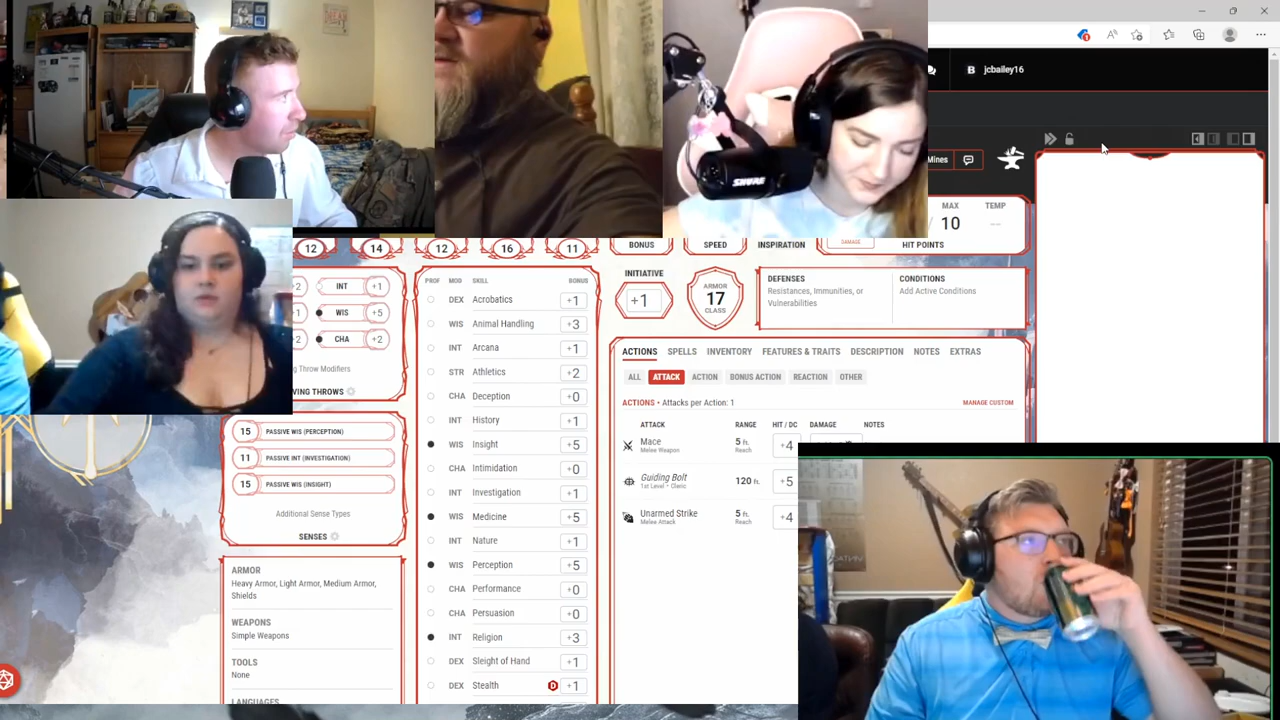 jcbailey16
Mines
MAX
TEMP
/ 10
--
DAMAGE
HIT POINTS
12
14
12
16
11
BONUS
SPEED
INSPIRATION
SHURE
+2 INT +1
+1 WIS +5
CHA +2
ng Throw Modifiers
VING THROWS
15 PASSIVE WIS (PERCEPTION)
11 PASSIVE INT (INVESTIGATION)
15 PASSIVE WIS (INSIGHT)
Additional Sense Types
SENSES
ARMOR
Heavy Armor, Light Armor, Medium Armor,
Shields
WEAPONS
Simple Weapons
TOOLS
None
LANGUAGES
PROF MOD SKILL BONUS
DEX Acrobatics +1
WIS Animal Handling +3
INT Arcana +1
STR Athletics +2
CHA Deception +0
INT History +1
WIS Insight +5
CHA Intimidation +0
INT Investigation +1
WIS Medicine +5
INT Nature +1
WIS Perception +5
CHA Performance +0
CHA Persuasion +0
INT Religion +3
DEX Sleight of Hand +1
DEX Stealth D +1
INITIATIVE
+1
ARMOR
17
CLASS
DEFENSES
Resistances, Immunities, or
Vulnerabilities
CONDITIONS
Add Active Conditions
ACTIONS SPELLS INVENTORY FEATURES & TRAITS DESCRIPTION NOTES EXTRAS
ALL ATTACK ACTION BONUS ACTION REACTION OTHER
ACTIONS • Attacks per Action: 1
MANAGE CUSTOM
ATTACK RANGE HIT / DC DAMAGE NOTES
Mace 5 ft. +4
Melee Weapon Reach
Guiding Bolt 120 ft. +5
1st Level • Cleric
Unarmed Strike 5 ft. +4
Melee Attack Reach